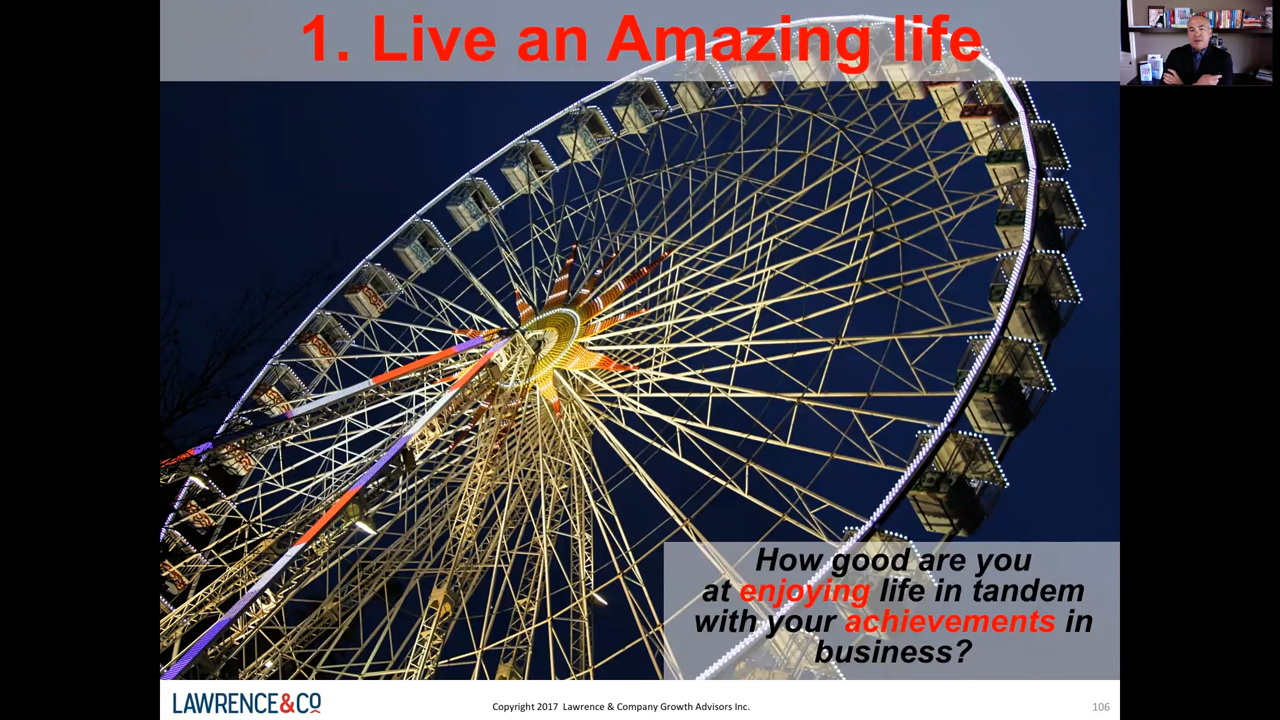 1. Live an Amazing life
How good are you
at enjoying life in tandem
with your achievements in
business?
LAWRENCE&CO
Copyright 2017 Lawrence & Company Growth Advisors Inc.
106